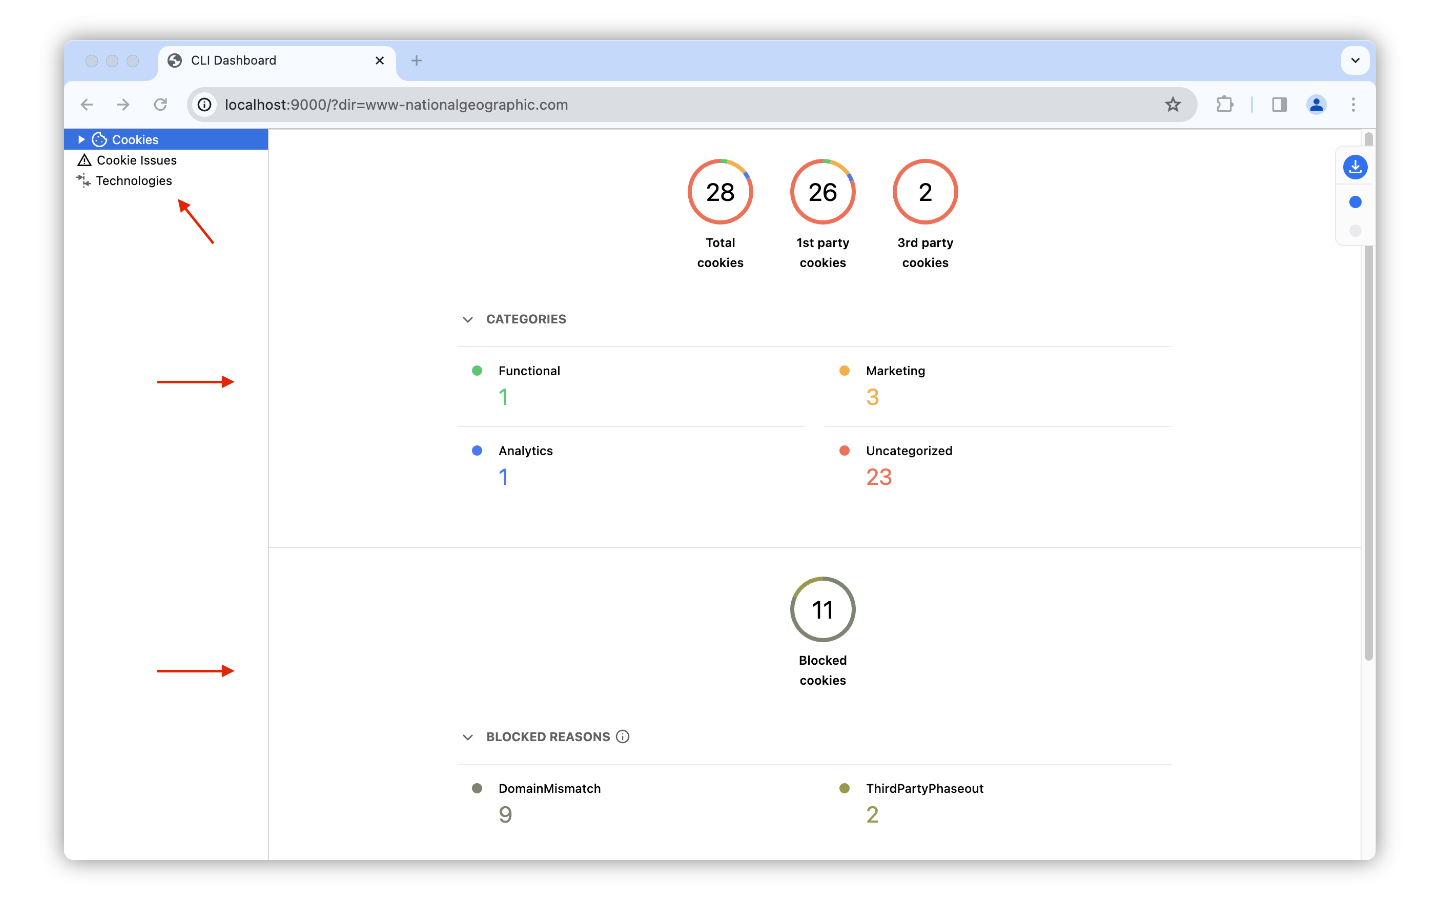 CLI Dashboard
localhost:9000/?dir=www-nationalgeographic.com
Cookies
Cookie Issues
Technologies
28 26 2
Total 1st party 3rd party
cookies cookies cookies
CATEGORIES
Functional Marketing
1 3
Analytics Uncategorized
1 23
11
Blocked
cookies
BLOCKED REASONS
DomainMismatch ThirdPartyPhaseout
9 2